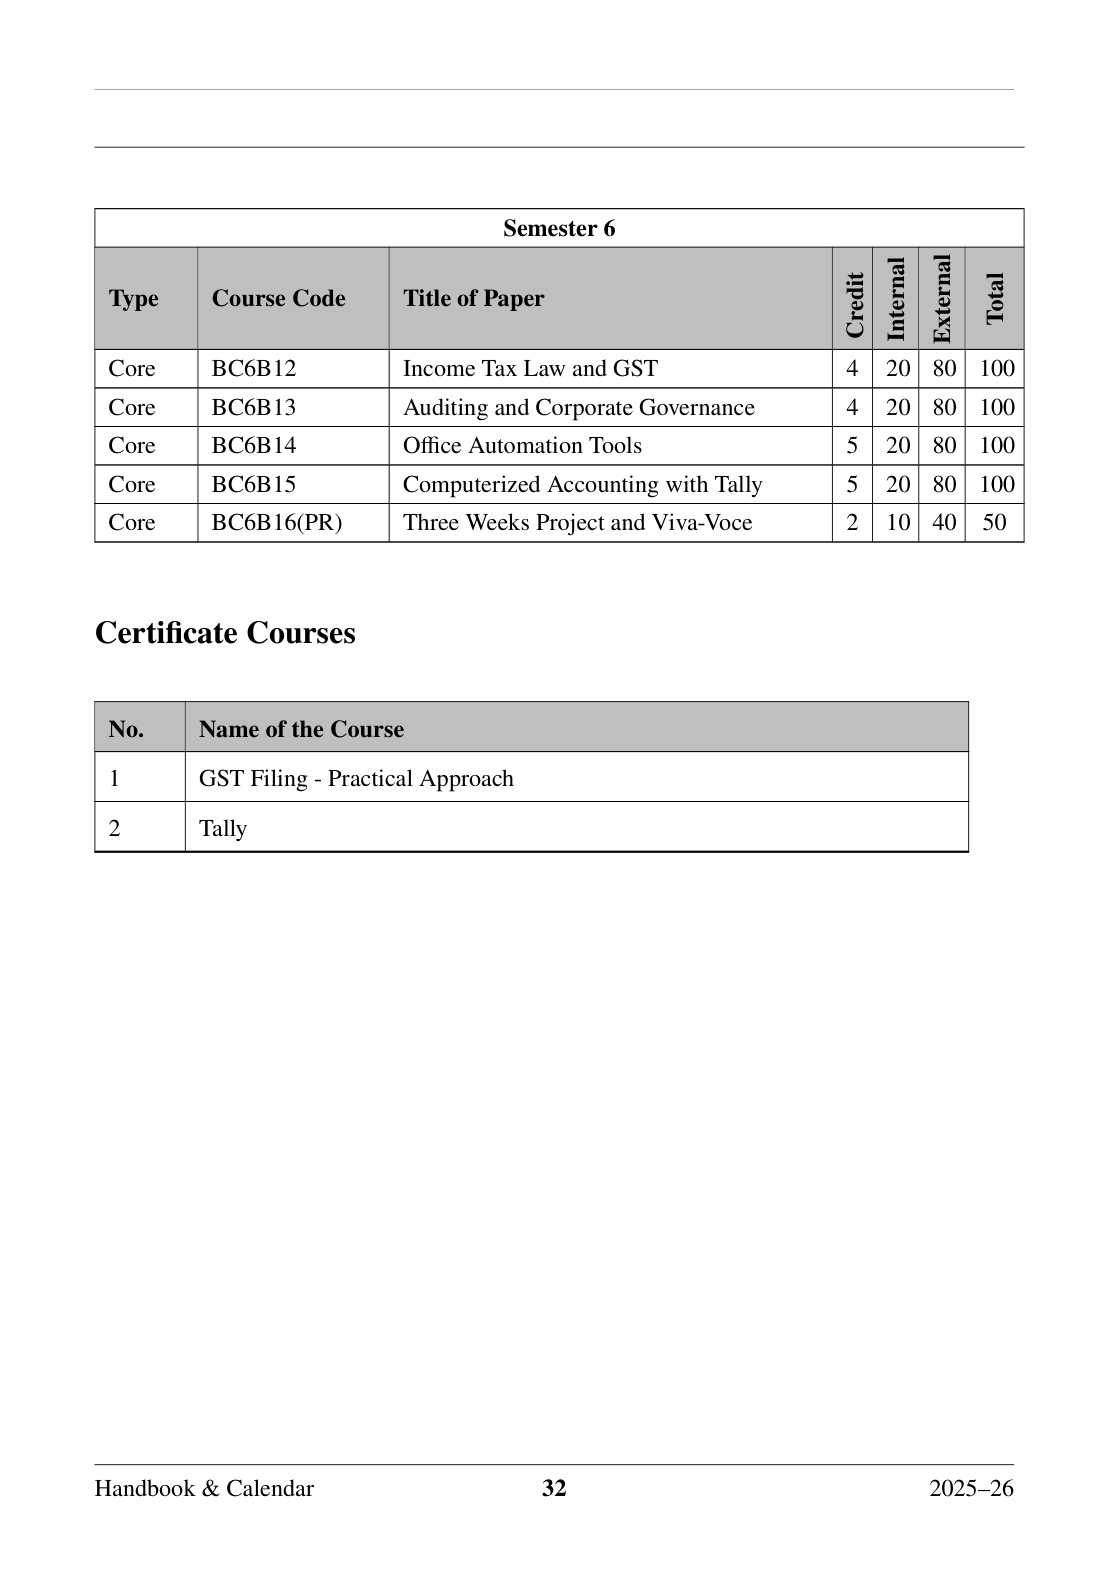 Semester 6
Type Course Code Title of Paper Credit Internal External Total
Core BC6B12 Income Tax Law and GST 4 20 80 100
Core BC6B13 Auditing and Corporate Governance 4 20 80 100
Core BC6B14 Office Automation Tools 5 20 80 100
Core BC6B15 Computerized Accounting with Tally 5 20 80 100
Core BC6B16(PR) Three Weeks Project and Viva-Voce 2 10 40 50
Certificate Courses
No. Name of the Course
1 GST Filing - Practical Approach
2 Tally
Handbook & Calendar 32 2025–26